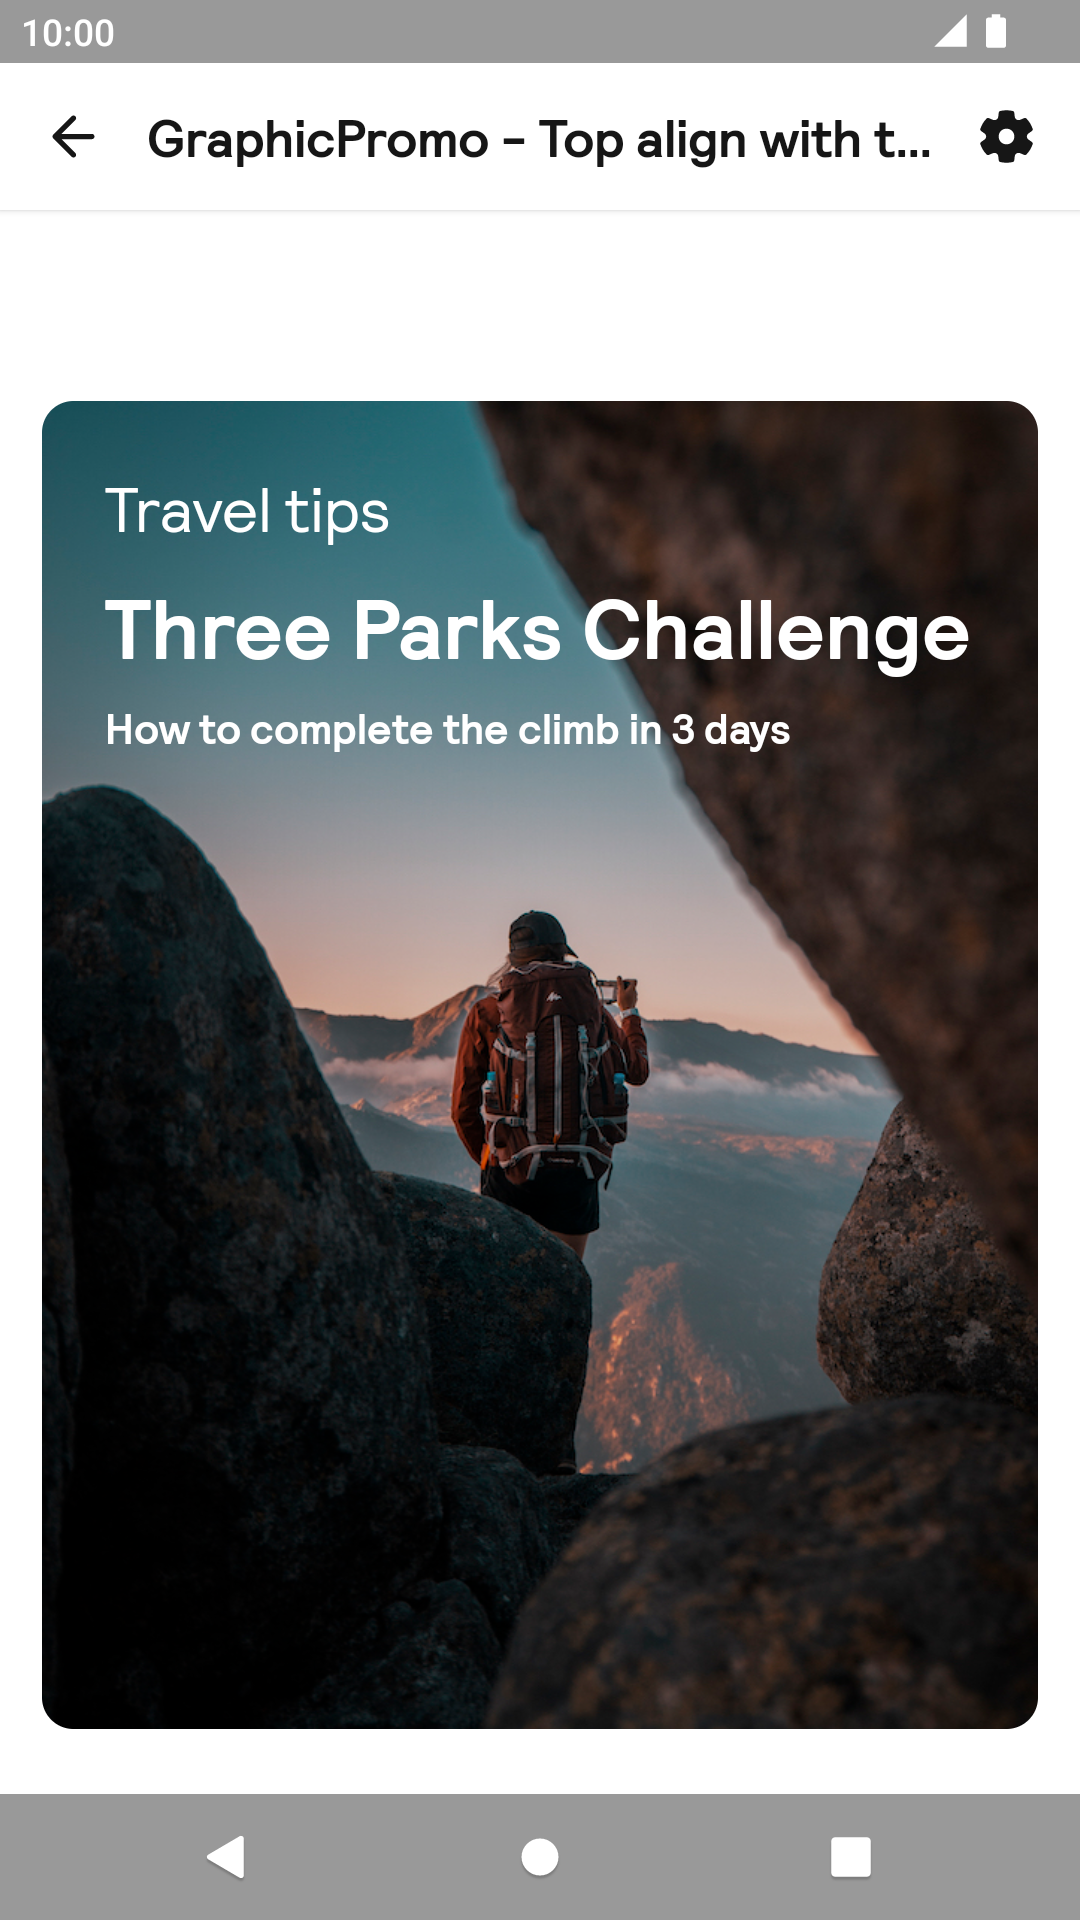 10:00
GraphicPromo - Top align with t...
Travel tips
Three Parks Challenge
How to complete the climb in 3 days